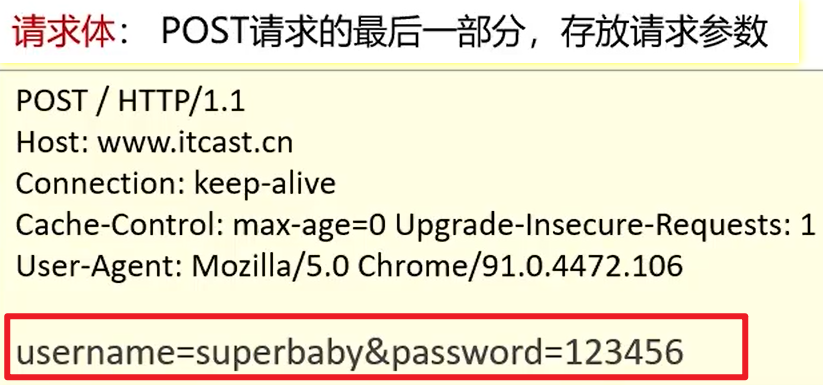 请求体： POST请求的最后一部分，存放请求参数
POST / HTTP/1.1
Host: www.itcast.cn
Connection: keep-alive
Cache-Control: max-age=0 Upgrade-Insecure-Requests: 1
User-Agent: Mozilla/5.0 Chrome/91.0.4472.106
username=superbaby&password=123456